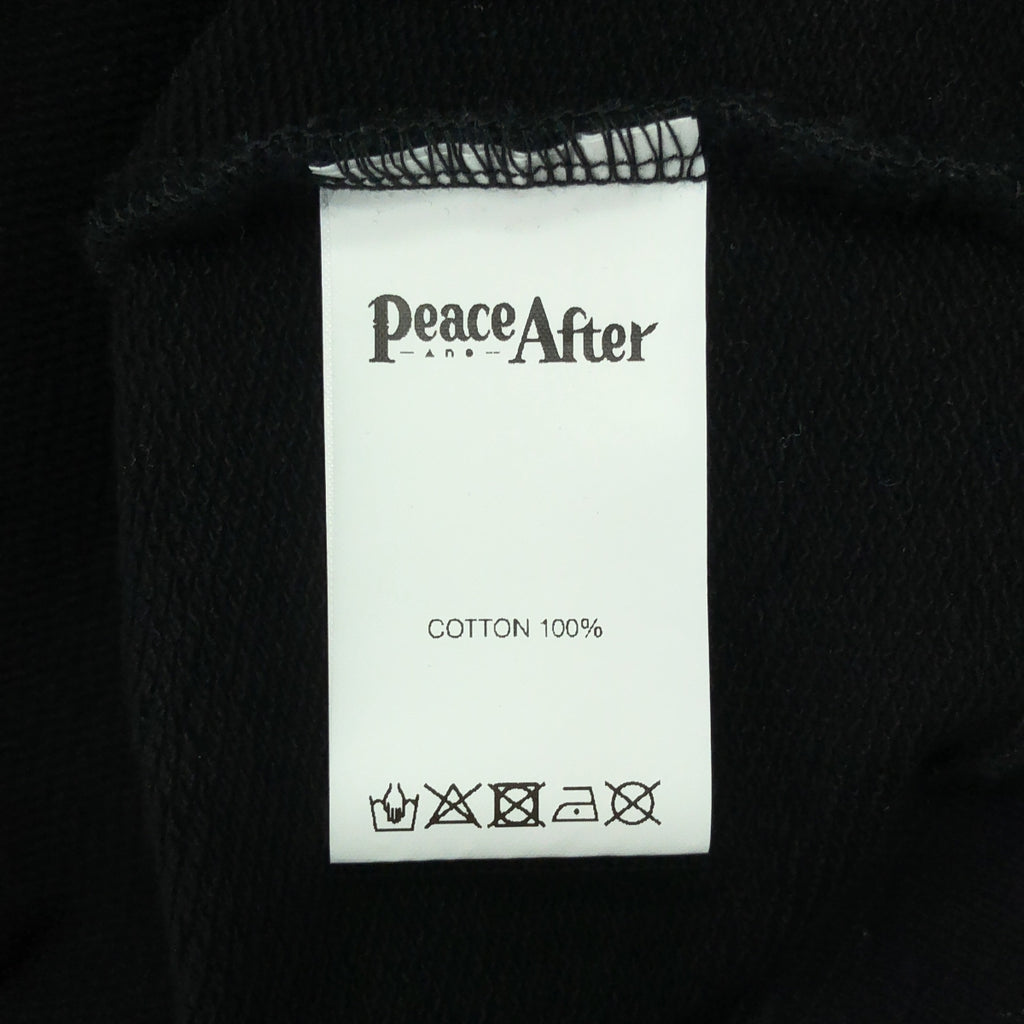 Peace and After
COTTON 100%